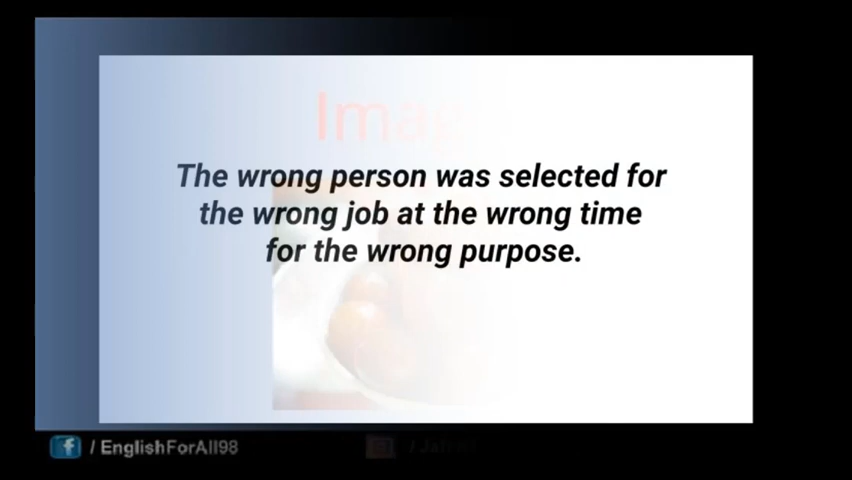 The wrong person was selected for
the wrong job at the wrong time
for the wrong purpose.
/ EnglishForAll98